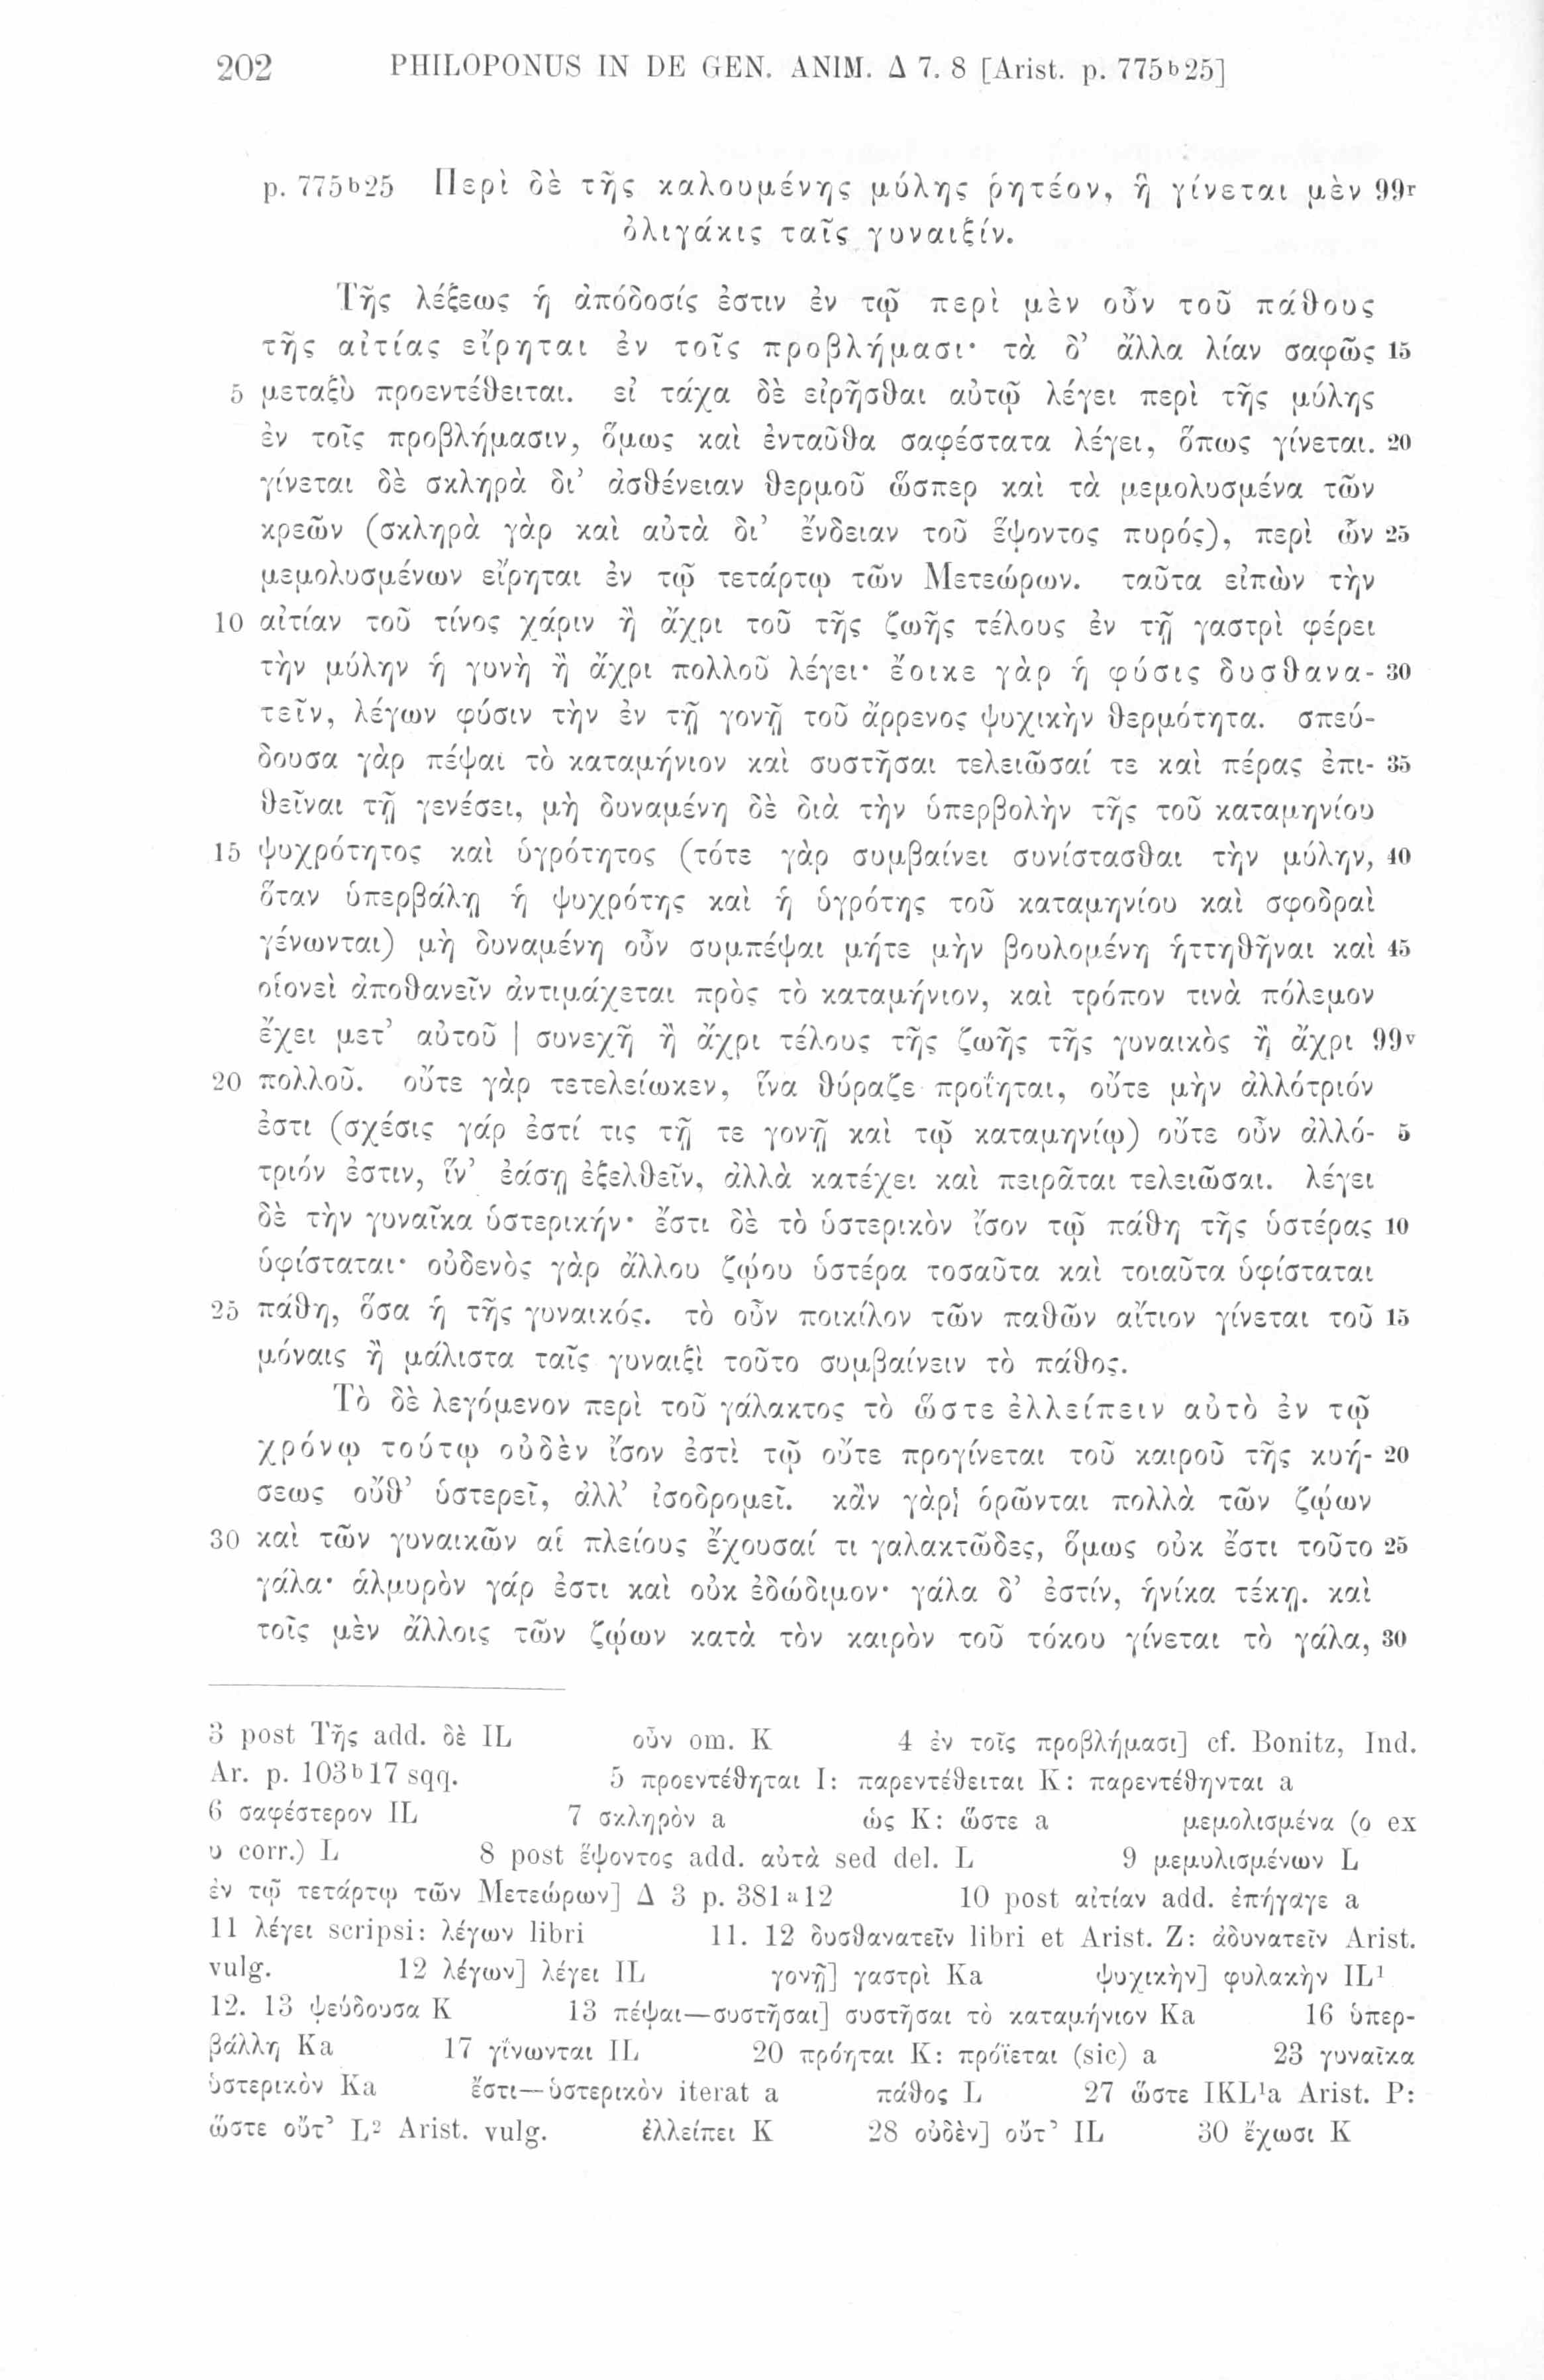 202 PHILOPONUS IN DE GEN. ANIM. Δ 7. 8 [Arist. p. 775b25]
p. 775b25 Περὶ δὲ τῆς καλουμένης μύλης ῥητέον, ἣ γίνεται μὲν 99r
ὀλιγάκις ταῖς γυναιξίν.
Τῆς λέξεως ἡ ἀπόδοσίς ἐστιν ἐν τῷ περὶ μὲν οὖν τοῦ πάθους
τῆς αἰτίας εἴρηται ἐν τοῖς προβλήμασι· τὰ δ’ ἄλλα λίαν σαφῶς 15
5 μεταξὺ προεντέθειται. εἰ τάχα δὲ εἰρῆσθαι αὐτῷ λέγει περὶ τῆς μύλης
ἐν τοῖς προβλήμασιν, ὅμως καὶ ἐνταῦθα σαφέστατα λέγει, ὅπως γίνεται. 20
γίνεται δὲ σκληρὰ δι’ ἀσθένειαν θερμοῦ ὥσπερ καὶ τὰ μεμολυσμένα τῶν
κρεῶν (σκληρὰ γὰρ καὶ αὐτὰ δι’ ἔνδειαν τοῦ ἕψοντος πυρός), περὶ ὧν 25
μεμολυσμένων εἴρηται ἐν τῷ τετάρτῳ τῶν Μετεώρων. ταῦτα εἰπὼν τὴν
10 αἰτίαν τοῦ τίνος χάριν ἢ ἄχρι τοῦ τῆς ζωῆς τέλους ἐν τῇ γαστρὶ φέρει
τὴν μύλην ἡ γυνὴ ἢ ἄχρι πολλοῦ λέγει· ἔοικε γὰρ ἡ φύσις δυσθανα- 30
τεῖν, λέγων φύσιν τὴν ἐν τῇ γονῇ τοῦ ἄρρενος ψυχικὴν θερμότητα. σπεύ-
δουσα γὰρ πέψαι τὸ καταμήνιον καὶ συστῆσαι τελειῶσαί τε καὶ πέρας ἐπι- 35
θεῖναι τῇ γενέσει, μὴ δυναμένη δὲ διὰ τὴν ὑπερβολὴν τῆς τοῦ καταμηνίου
15 ψυχρότητος καὶ ὑγρότητος (τότε γὰρ συμβαίνει συνίστασθαι τὴν μύλην, 40
ὅταν ὑπερβάλῃ ἡ ψυχρότης καὶ ἡ ὑγρότης τοῦ καταμηνίου καὶ σφοδραὶ
γένωνται) μὴ δυναμένη οὖν συμπέψαι μήτε μὴν βουλομένη ἡττηθῆναι καὶ 45
οἱονεὶ ἀποθανεῖν ἀντιμάχεται πρὸς τὸ καταμήνιον, καὶ τρόπον τινὰ πόλεμον
ἔχει μετ’ αὐτοῦ | συνεχῆ ἢ ἄχρι τέλους τῆς ζωῆς τῆς γυναικὸς ἢ ἄχρι 99v
20 πολλοῦ. οὔτε γὰρ τετελείωκεν, ἵνα θύραζε προΐηται, οὔτε μὴν ἀλλότριόν
ἐστι (σχέσις γάρ ἐστί τις τῇ τε γονῇ καὶ τῷ καταμηνίῳ) οὔτε οὖν ἀλλό- 5
τριόν ἐστιν, ἵν’ ἐάσῃ ἐξελθεῖν, ἀλλὰ κατέχει καὶ πειρᾶται τελειῶσαι. λέγει
δὲ τὴν γυναῖκα ὑστερικήν· ἔστι δὲ τὸ ὑστερικὸν ἴσον τῷ πάθη τῆς ὑστέρας 10
ὑφίσταται· οὐδενὸς γὰρ ἄλλου ζῴου ὑστέρα τοσαῦτα καὶ τοιαῦτα ὑφίσταται
25 πάθη, ὅσα ἡ τῆς γυναικός. τὸ οὖν ποικίλον τῶν παθῶν αἴτιον γίνεται τοῦ 15
μόναις ἢ μάλιστα ταῖς γυναιξὶ τοῦτο συμβαίνειν τὸ πάθος.
Τὸ δὲ λεγόμενον περὶ τοῦ γάλακτος τὸ ὥστε ἐλλείπειν αὐτὸ ἐν τῷ
χρόνῳ τούτῳ οὐδὲν ἴσον ἐστὶ τῷ οὔτε προγίνεται τοῦ καιροῦ τῆς κυή- 20
σεως οὔθ’ ὑστερεῖ, ἀλλ’ ἰσοδρομεῖ. κἂν γὰρ ὁρῶνται πολλὰ τῶν ζῴων
30 καὶ τῶν γυναικῶν αἱ πλείους ἔχουσαί τι γαλακτῶδες, ὅμως οὐκ ἔστι τοῦτο 25
γάλα· ἁλμυρὸν γάρ ἐστι καὶ οὐκ ἐδώδιμον· γάλα δ’ ἐστίν, ἡνίκα τέκῃ. καὶ
τοῖς μὲν ἄλλοις τῶν ζῴων κατὰ τὸν καιρὸν τοῦ τόκου γίνεται τὸ γάλα, 30
3 post Τῆς add. δὲ IL οὖν om. K 4 ἐν τοῖς προβλήμασι] cf. Bonitz, Ind.
Ar. p. 103b17 sqq. 5 προεντέθηται I: παρεντέθειται K: παρεντέθηνται a
6 σαφέστερον IL 7 σκληρὸν a ὡς K: ὥστε a μεμολισμένα (ο ex
υ corr.) L 8 post ἕψοντος add. αὐτὰ sed del. L 9 μεμυλισμένων L
ἐν τῷ τετάρτῳ τῶν Μετεώρων] Δ 3 p. 381a12 10 post αἰτίαν add. ἐπήγαγε a
11 λέγει scripsi: λέγων libri 11. 12 δυσθανατεῖν libri et Arist. Z: ἀδυνατεῖν Arist.
vulg. 12 λέγων] λέγει IL γονῇ] γαστρὶ Ka ψυχικὴν] φυλακὴν IL¹
12. 13 ψεύδουσα K 13 πέψαι—συστῆσαι] συστῆσαι τὸ καταμήνιον Ka 16 ὑπερ-
βάλλῃ Ka 17 γίνωνται IL 20 πρόηται K: πρόϊεται (sic) a 23 γυναῖκα
ὑστερικὸν Ka ἔστι—ὑστερικὸν iterat a πάθος L 27 ὥστε IKL¹a Arist. P:
ὥστε οὔτ’ L² Arist. vulg. ἐλλείπει K 28 οὐδὲν] οὔτ’ IL 30 ἔχωσι K